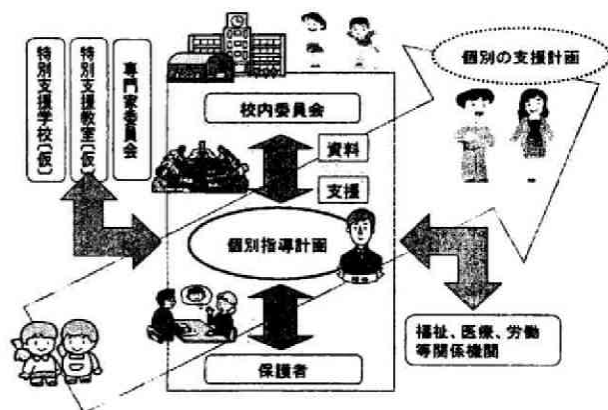 特別支援学校〔仮〕
特別支援教室〔仮〕
専門家委員会
個別の支援計画
校内委員会
資料
支援
個別指導計画
福祉、医療、労働
等関係機関
保護者